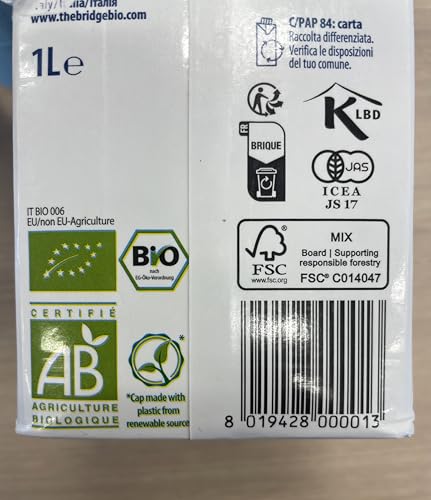 www.thebridgebio.com
1L℮
C/PAP 84: carta
Raccolta differenziata.
Verifica le disposizioni
del tuo comune.
K LBD
FR
BRIQUE
JAS
ICEA
JS 17
IT BIO 006
EU/non EU-Agriculture
Bio
nach
EG-Öko-Verordnung
FSC
www.fsc.org
MIX
Board | Supporting
responsible forestry
FSC® C014047
CERTIFIÉ
AB
AGRICULTURE
BIOLOGIQUE
*
*Cap made with
plastic from
renewable source
8 019428 000013